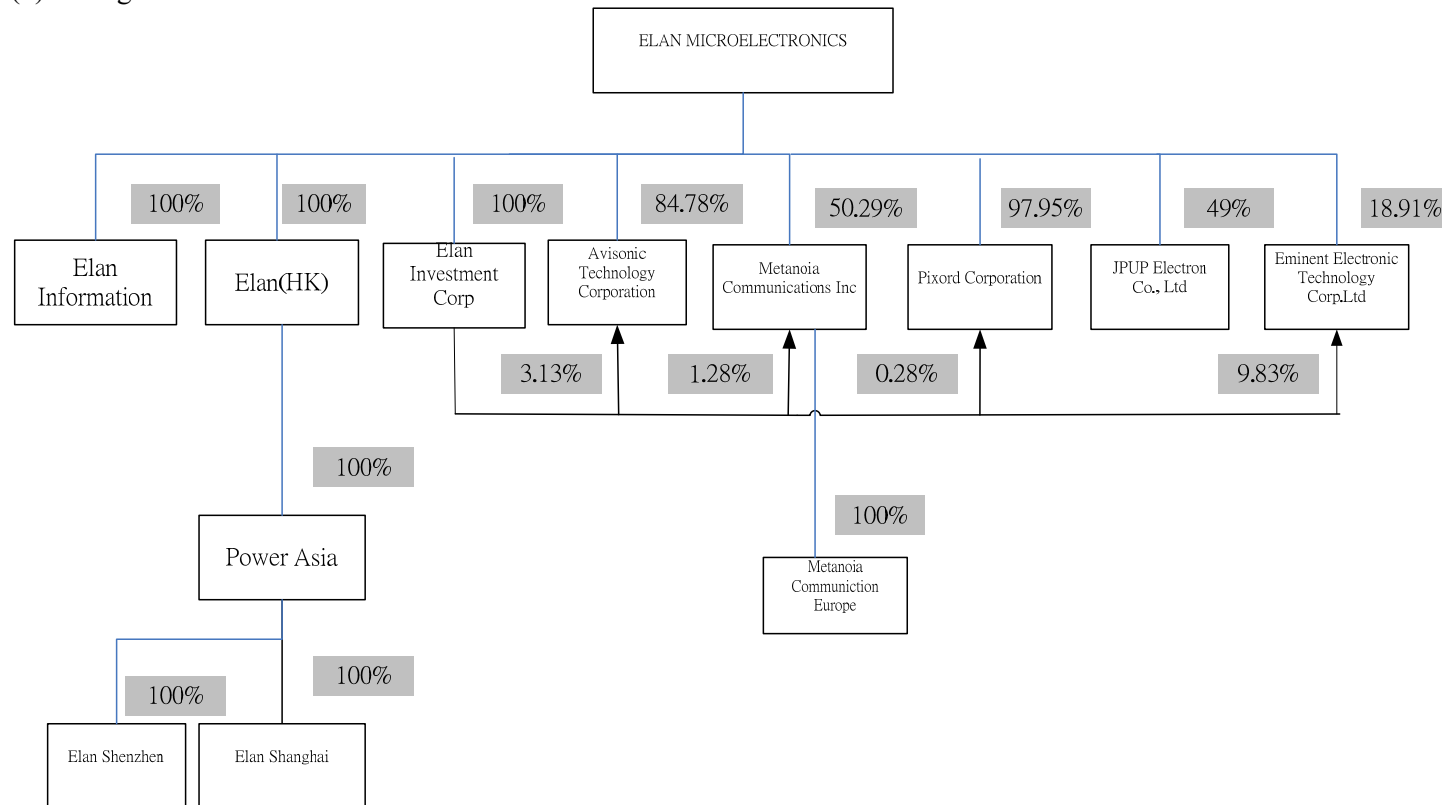 ELAN MICROELECTRONICS
100%
100%
100%
84.78%
50.29%
97.95%
49%
18.91%
Elan
Information
Elan(HK)
Elan
Investment
Corp
Avisonic
Technology
Corporation
Metanoia
Communications Inc
Pixord Corporation
JPUP Electron
Co., Ltd
Eminent Electronic
Technology
Corp.Ltd
3.13%
1.28%
0.28%
9.83%
100%
100%
Power Asia
Metanoia
Communiction
Europe
100%
100%
Elan Shenzhen
Elan Shanghai